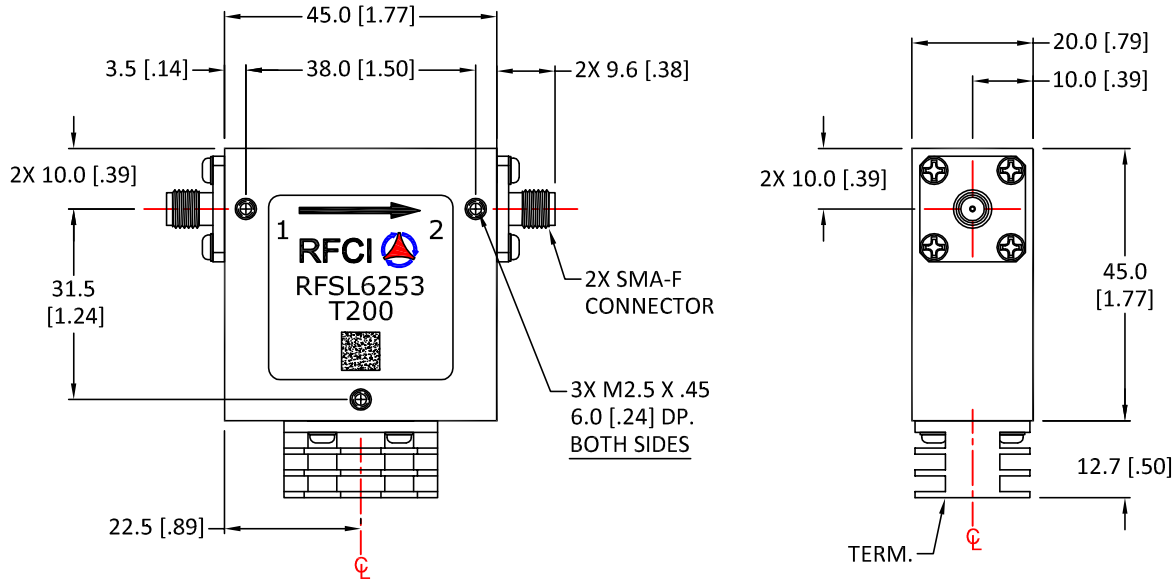 45.0 [1.77]
3.5 [.14]
38.0 [1.50]
2X 9.6 [.38]
2X 10.0 [.39]
31.5
[1.24]
1
2
RFCI
RFSL6253
T200
2X SMA-F
CONNECTOR
3X M2.5 X .45
6.0 [.24] DP.
BOTH SIDES
22.5 [.89]
CL
20.0 [.79]
10.0 [.39]
2X 10.0 [.39]
45.0
[1.77]
12.7 [.50]
TERM.
CL